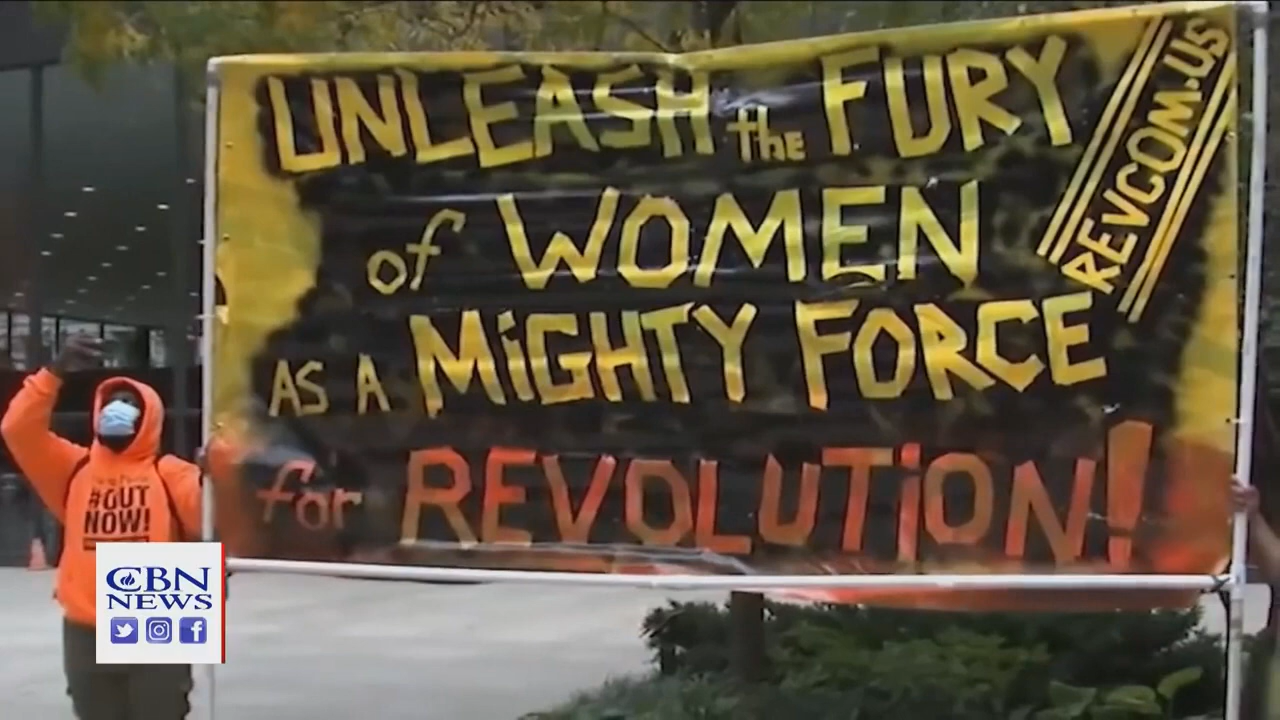 UNLEASH the FURY
of WOMEN
AS A MiGHTY FORCE
for REVOLUTiON!
REVCOM.US
#OUT
NOW!
CBN
NEWS